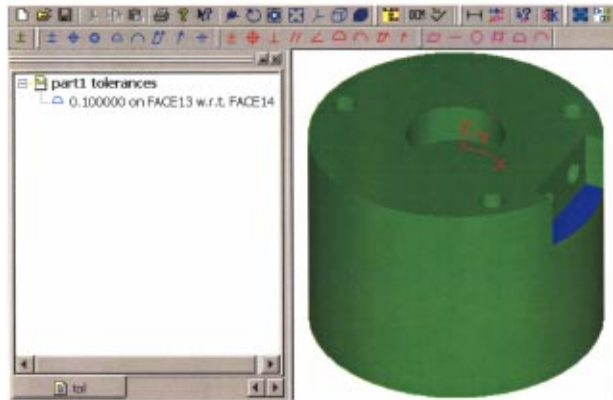 part1 tolerances
0.100000 on FACE13 w.r.t. FACE14
X
tol